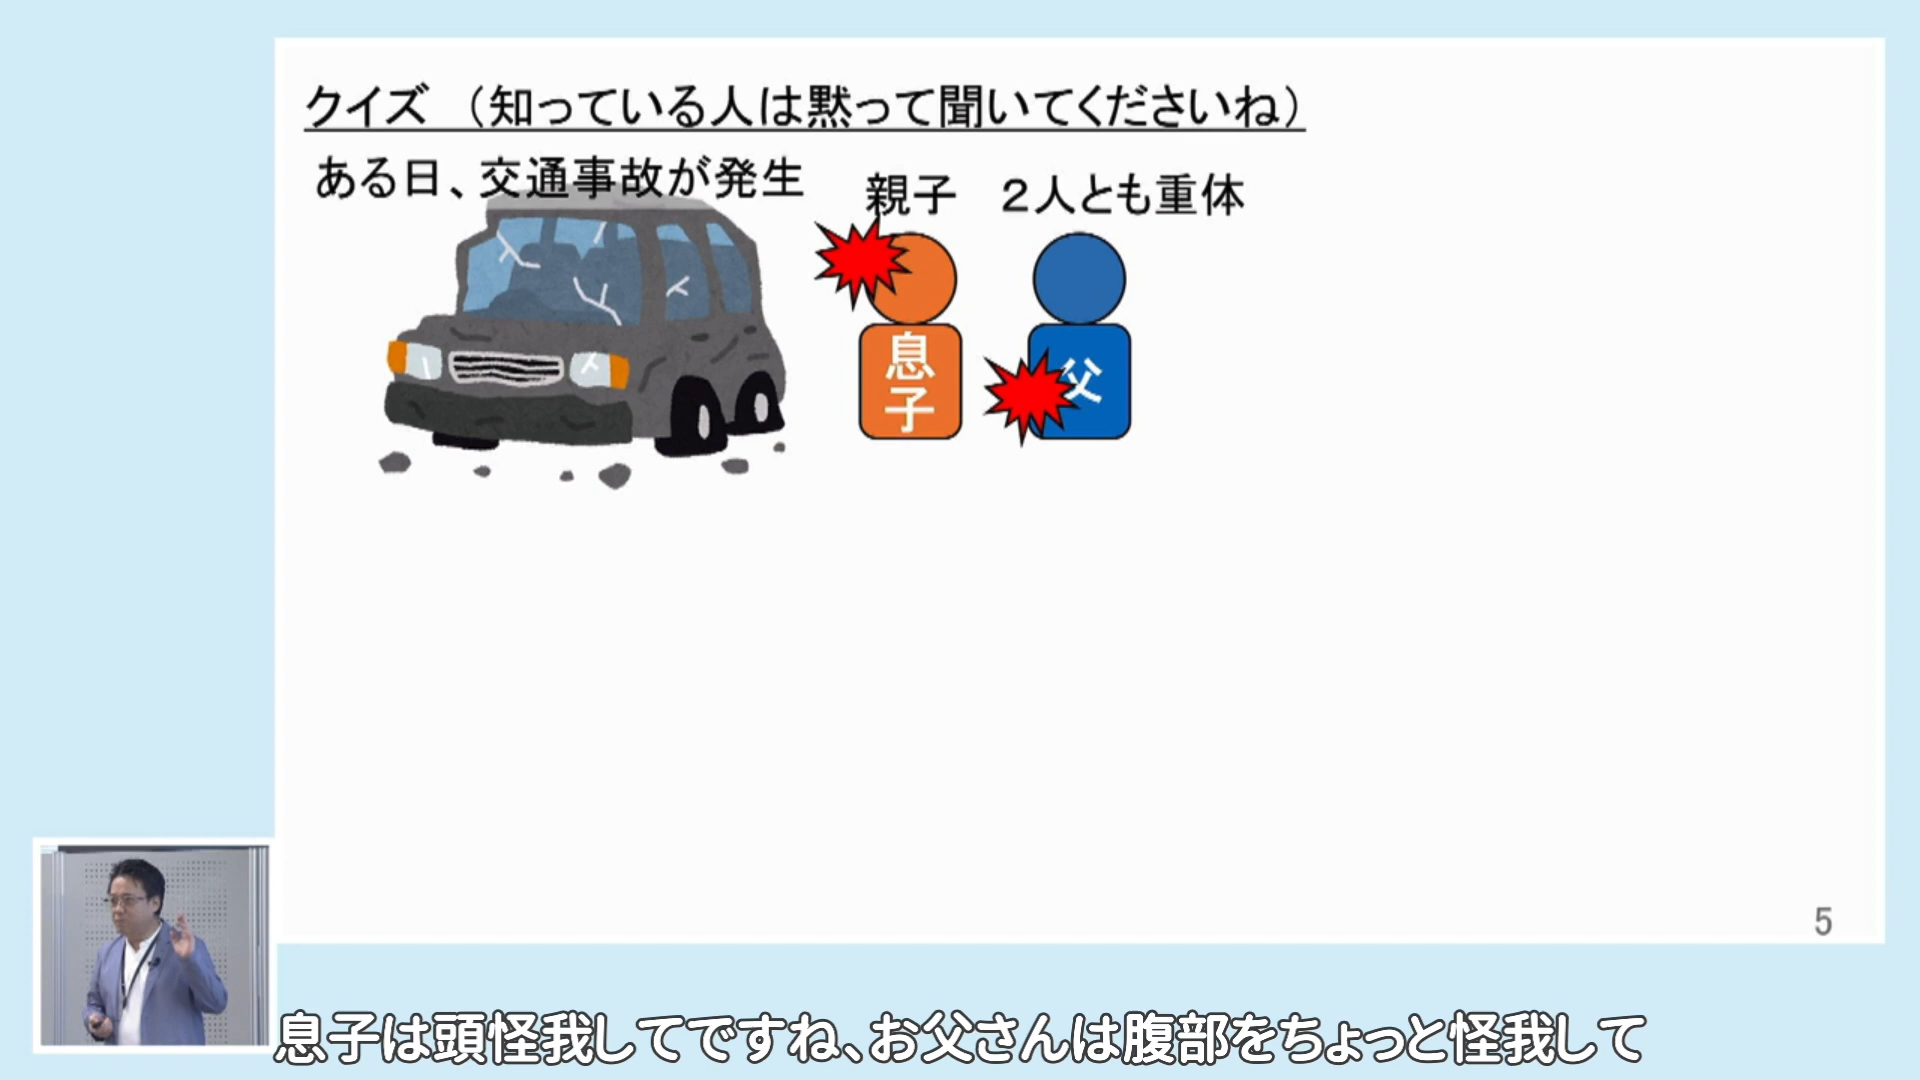 クイズ　（知っている人は黙って聞いてくださいね）
ある日、交通事故が発生
親子　２人とも重体
息子
父
5
息子は頭怪我してですね、お父さんは腹部をちょっと怪我して